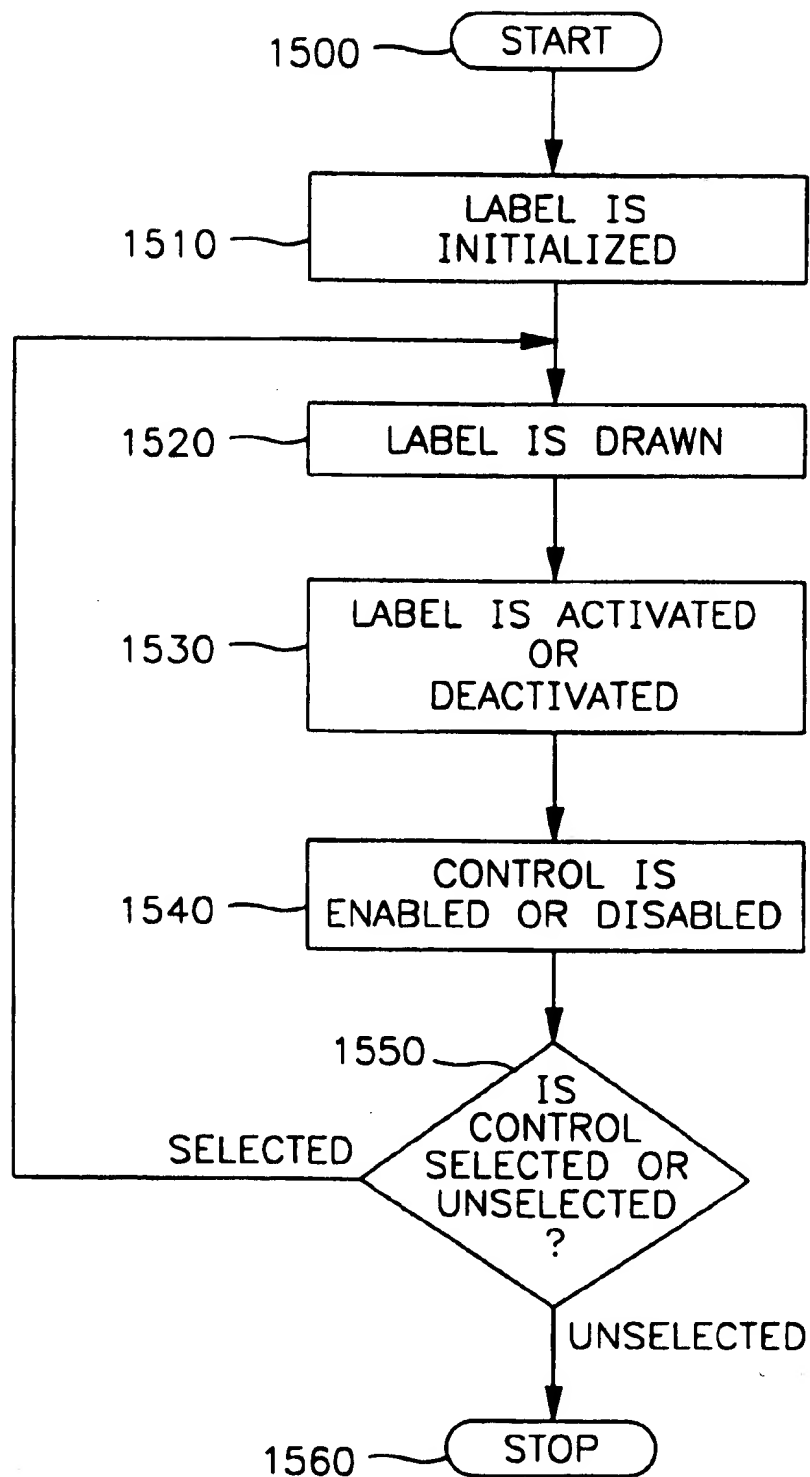 1500
START
1510
LABEL IS
INITIALIZED
1520
LABEL IS DRAWN
1530
LABEL IS ACTIVATED
OR
DEACTIVATED
1540
CONTROL IS
ENABLED OR DISABLED
1550
IS
CONTROL
SELECTED OR
UNSELECTED
?
SELECTED
UNSELECTED
1560
STOP